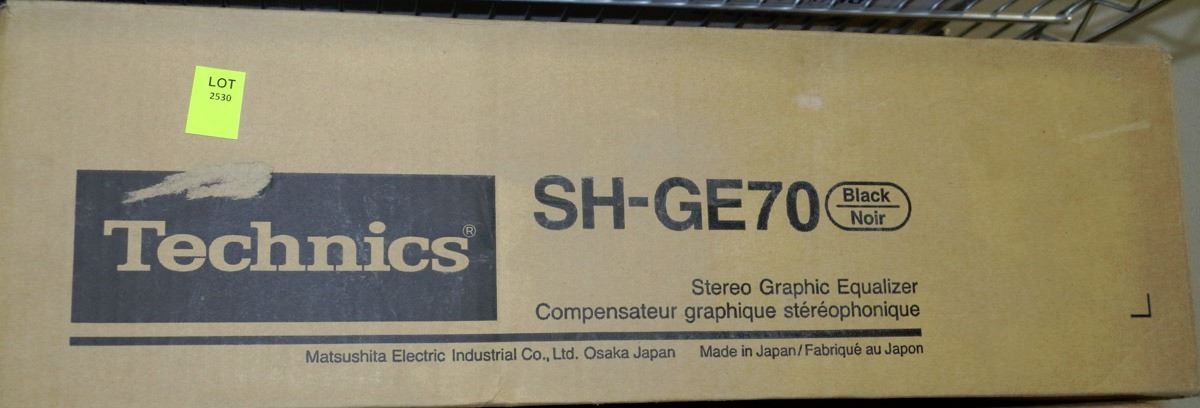 LOT
2530
Technics®
SH-GE70
Black
Noir
Stereo Graphic Equalizer
Compensateur graphique stéréophonique
Matsushita Electric Industrial Co., Ltd. Osaka Japan Made in Japan/Fabriqué au Japon